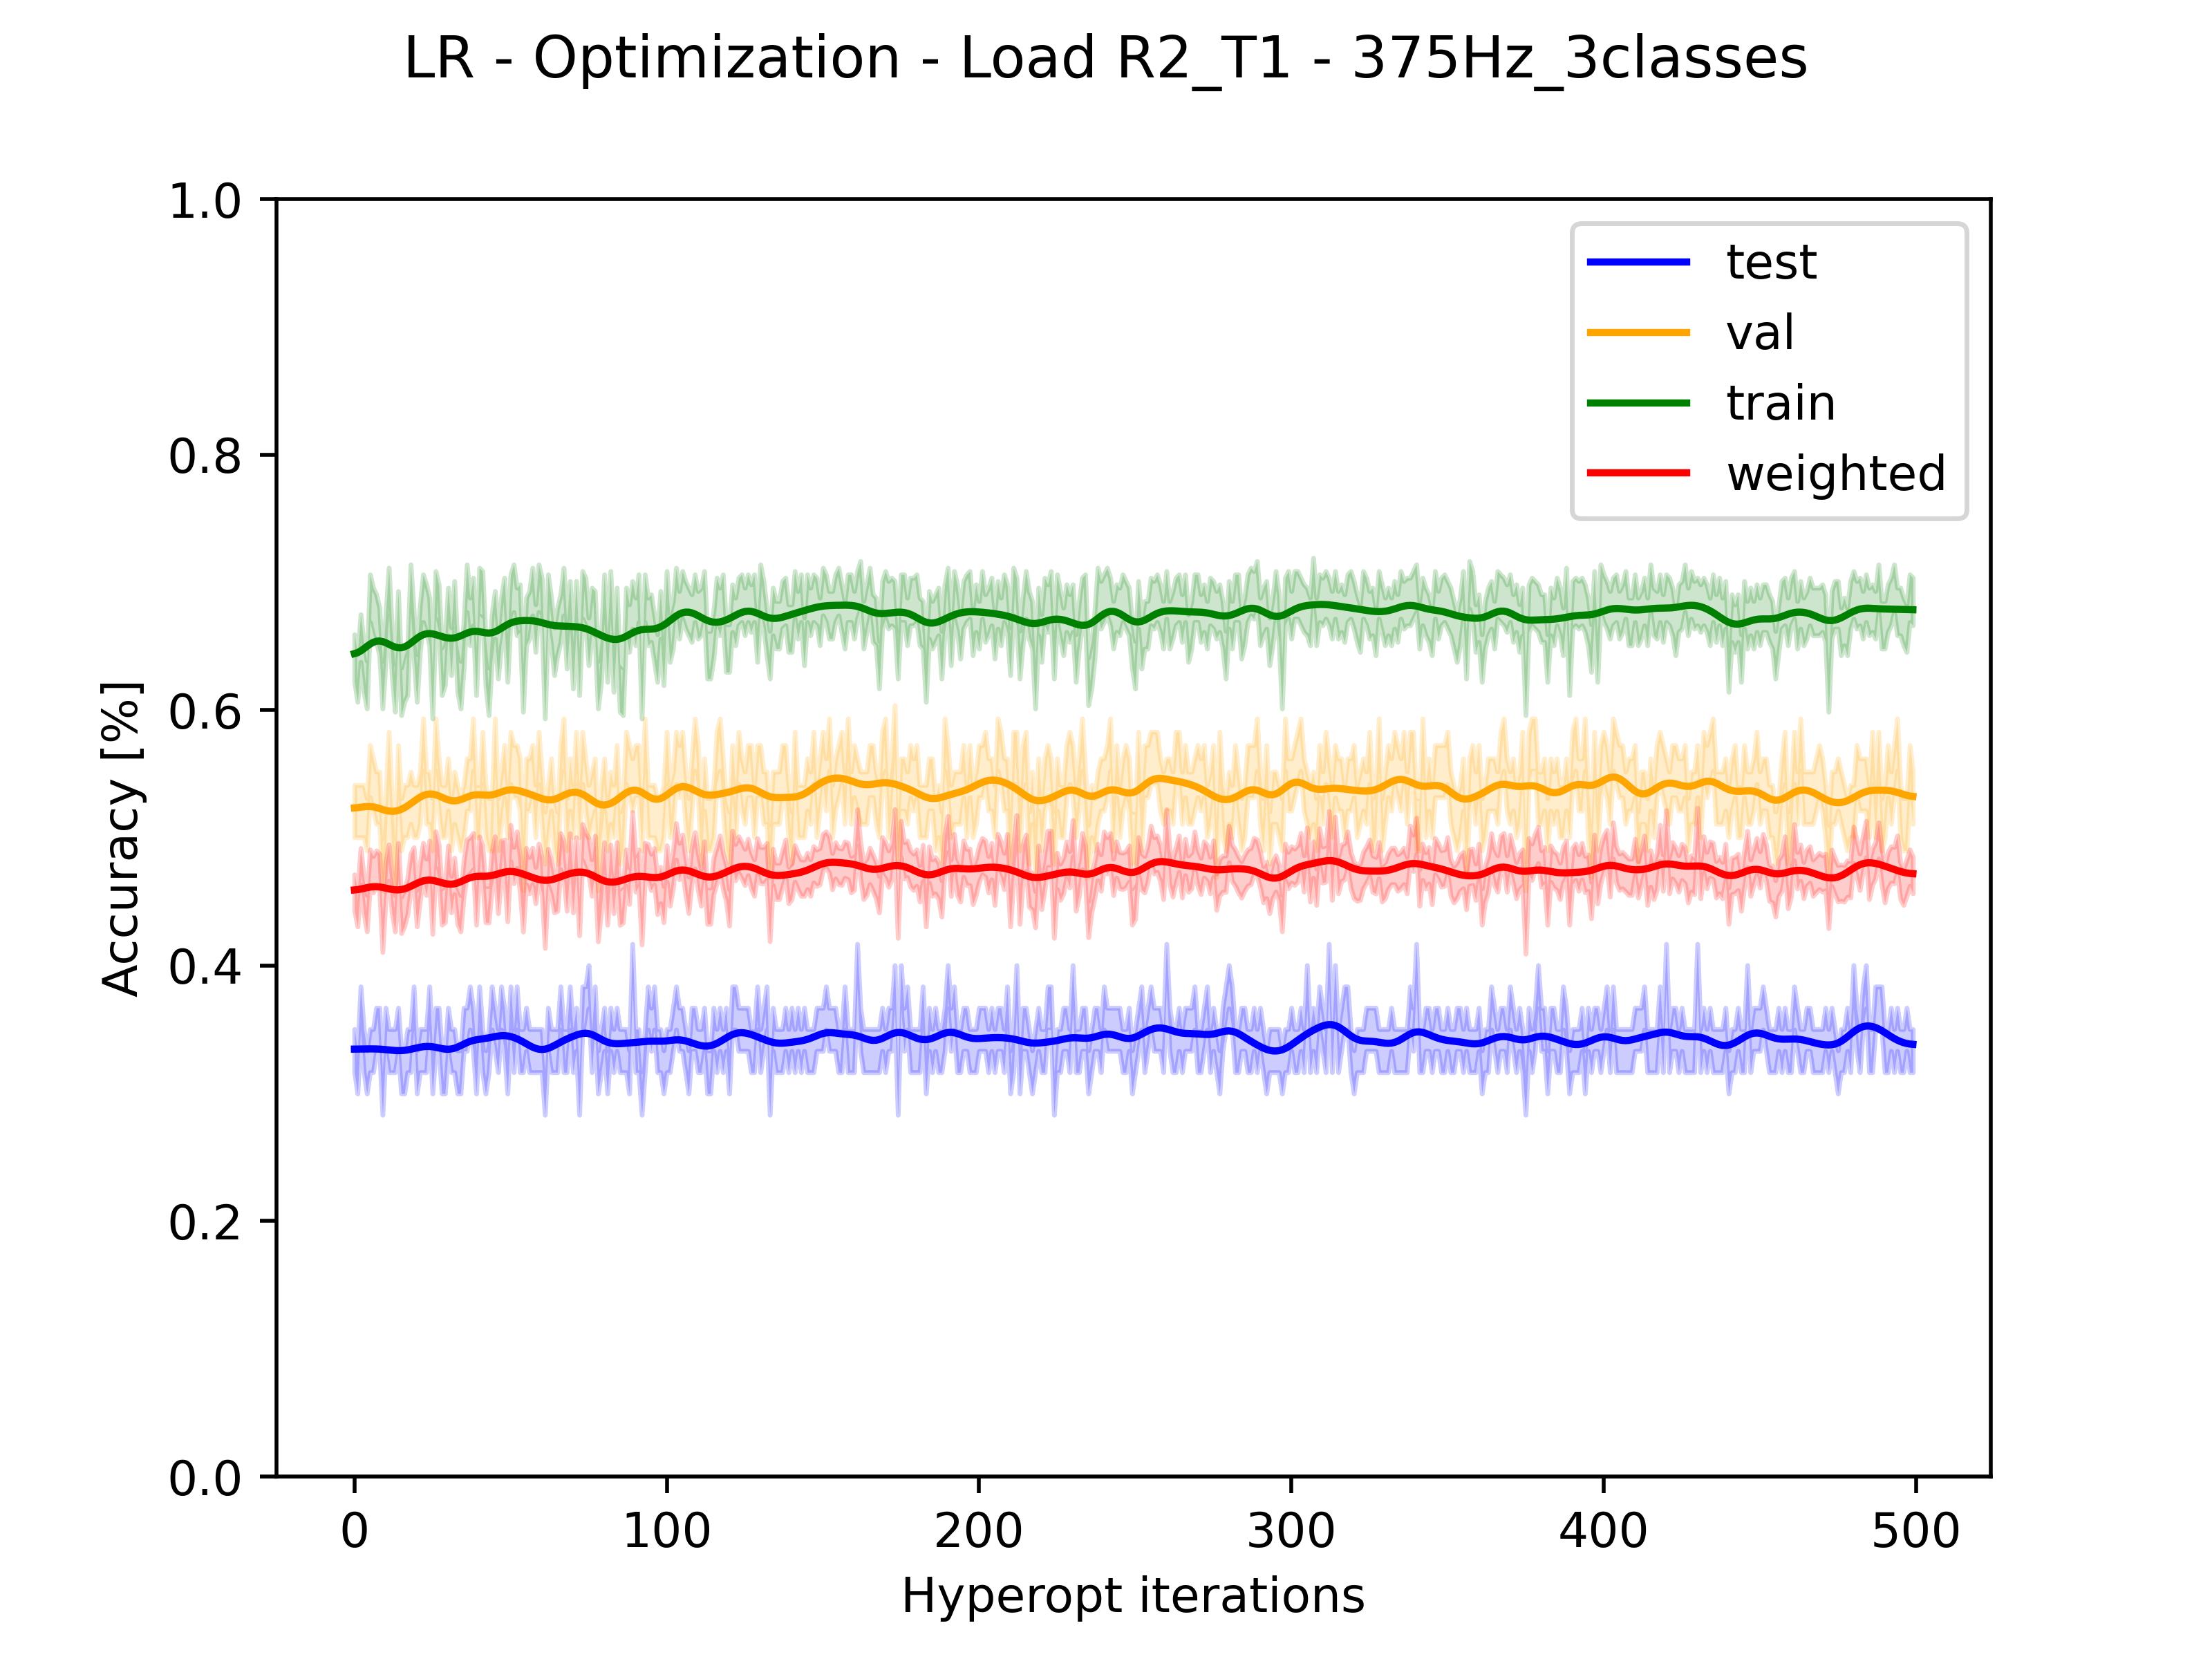 LR - Optimization - Load R2_T1 - 375Hz_3classes
1.0
0.8
0.6
0.4
0.2
0.0
Accuracy [%]
test
val
train
weighted
0 100 200 300 400 500
Hyperopt iterations